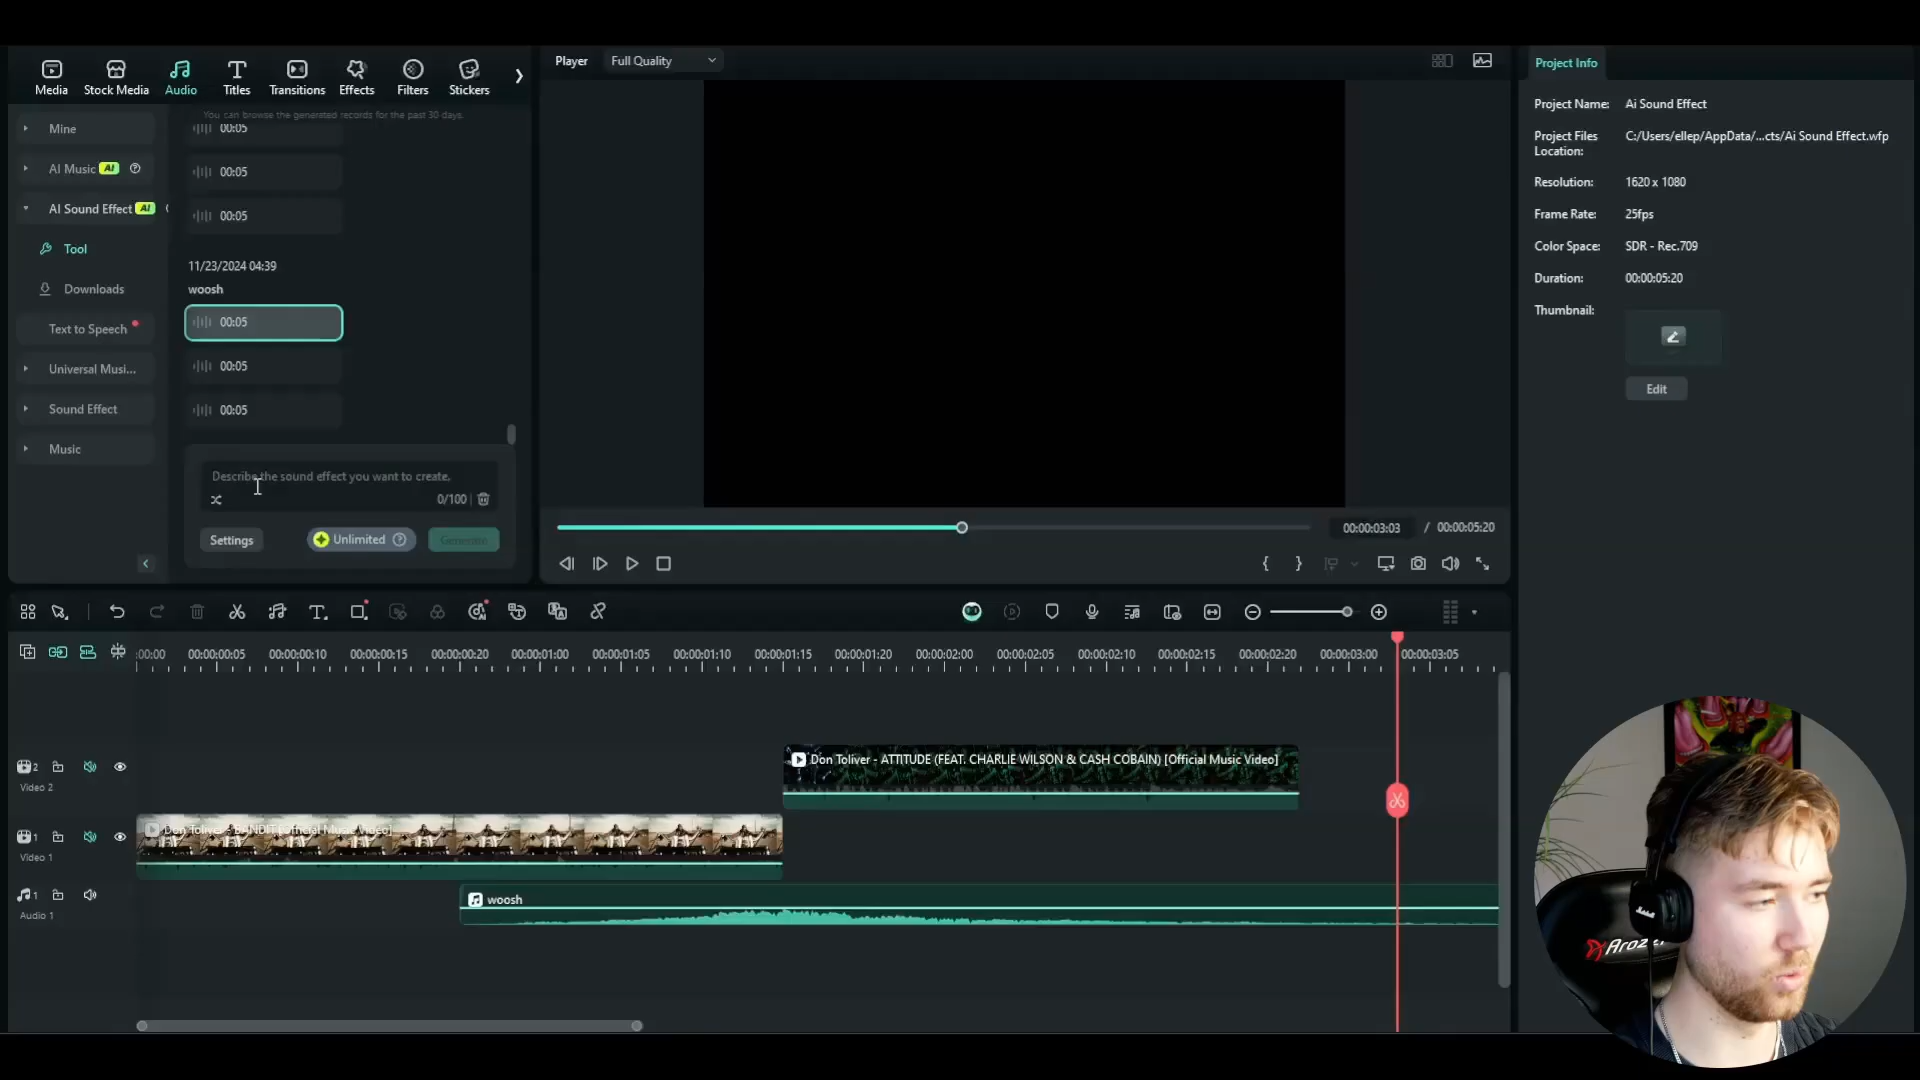 Media
Stock Media
Audio
Titles
Transitions
Effects
Filters
Stickers
Player
Full Quality
Project Info
You can browse the generated records for the past 30 days.
Mine
AI Music AI
AI Sound Effect AI
Tool
Downloads
Text to Speech
Universal Musi...
Sound Effect
Music
00:05
00:05
00:05
11/23/2024 04:39
woosh
00:05
00:05
00:05
Describe the sound effect you want to create,
0/100
Settings
Unlimited
Generate
00:00:03:03 / 00:00:05:20
Project Name: Ai Sound Effect
Project Files Location: C:/Users/ellep/AppData/...cts/Ai Sound Effect.wfp
Resolution: 1620 x 1080
Frame Rate: 25fps
Color Space: SDR - Rec.709
Duration: 00:00:05:20
Thumbnail:
Edit
:00:00 00:00:00:05 00:00:00:10 00:00:00:15 00:00:00:20 00:00:01:00 00:00:01:05 00:00:01:10 00:00:01:15 00:00:01:20 00:00:02:00 00:00:02:05 00:00:02:10 00:00:02:15 00:00:02:20 00:00:03:00 00:00:03:05
2
Video 2
Don Toliver - ATTITUDE (FEAT. CHARLIE WILSON & CASH COBAIN) [Official Music Video]
1
Video 1
Don Toliver - BANDIT [Official Music Video]
1
Audio 1
woosh